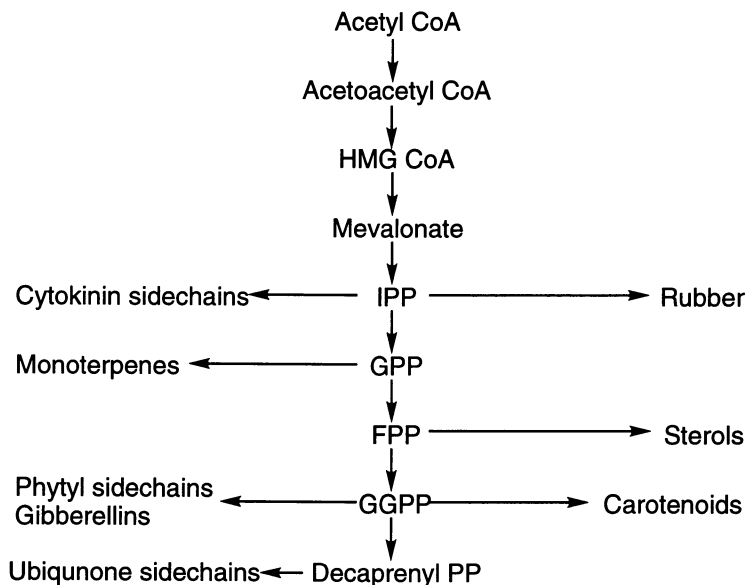 Acetyl CoA
Acetoacetyl CoA
HMG CoA
Mevalonate
Cytokinin sidechains IPP Rubber
Monoterpenes GPP
FPP Sterols
Phytyl sidechains
Gibberellins
GGPP Carotenoids
Ubiqunone sidechains Decaprenyl PP